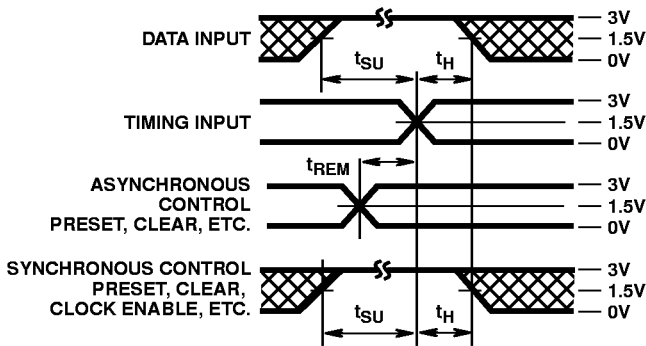 DATA INPUT
3V
1.5V
0V
tSU
tH
TIMING INPUT
3V
1.5V
0V
tREM
ASYNCHRONOUS
CONTROL
PRESET, CLEAR, ETC.
3V
1.5V
0V
SYNCHRONOUS CONTROL
PRESET, CLEAR,
CLOCK ENABLE, ETC.
3V
1.5V
0V
tSU
tH